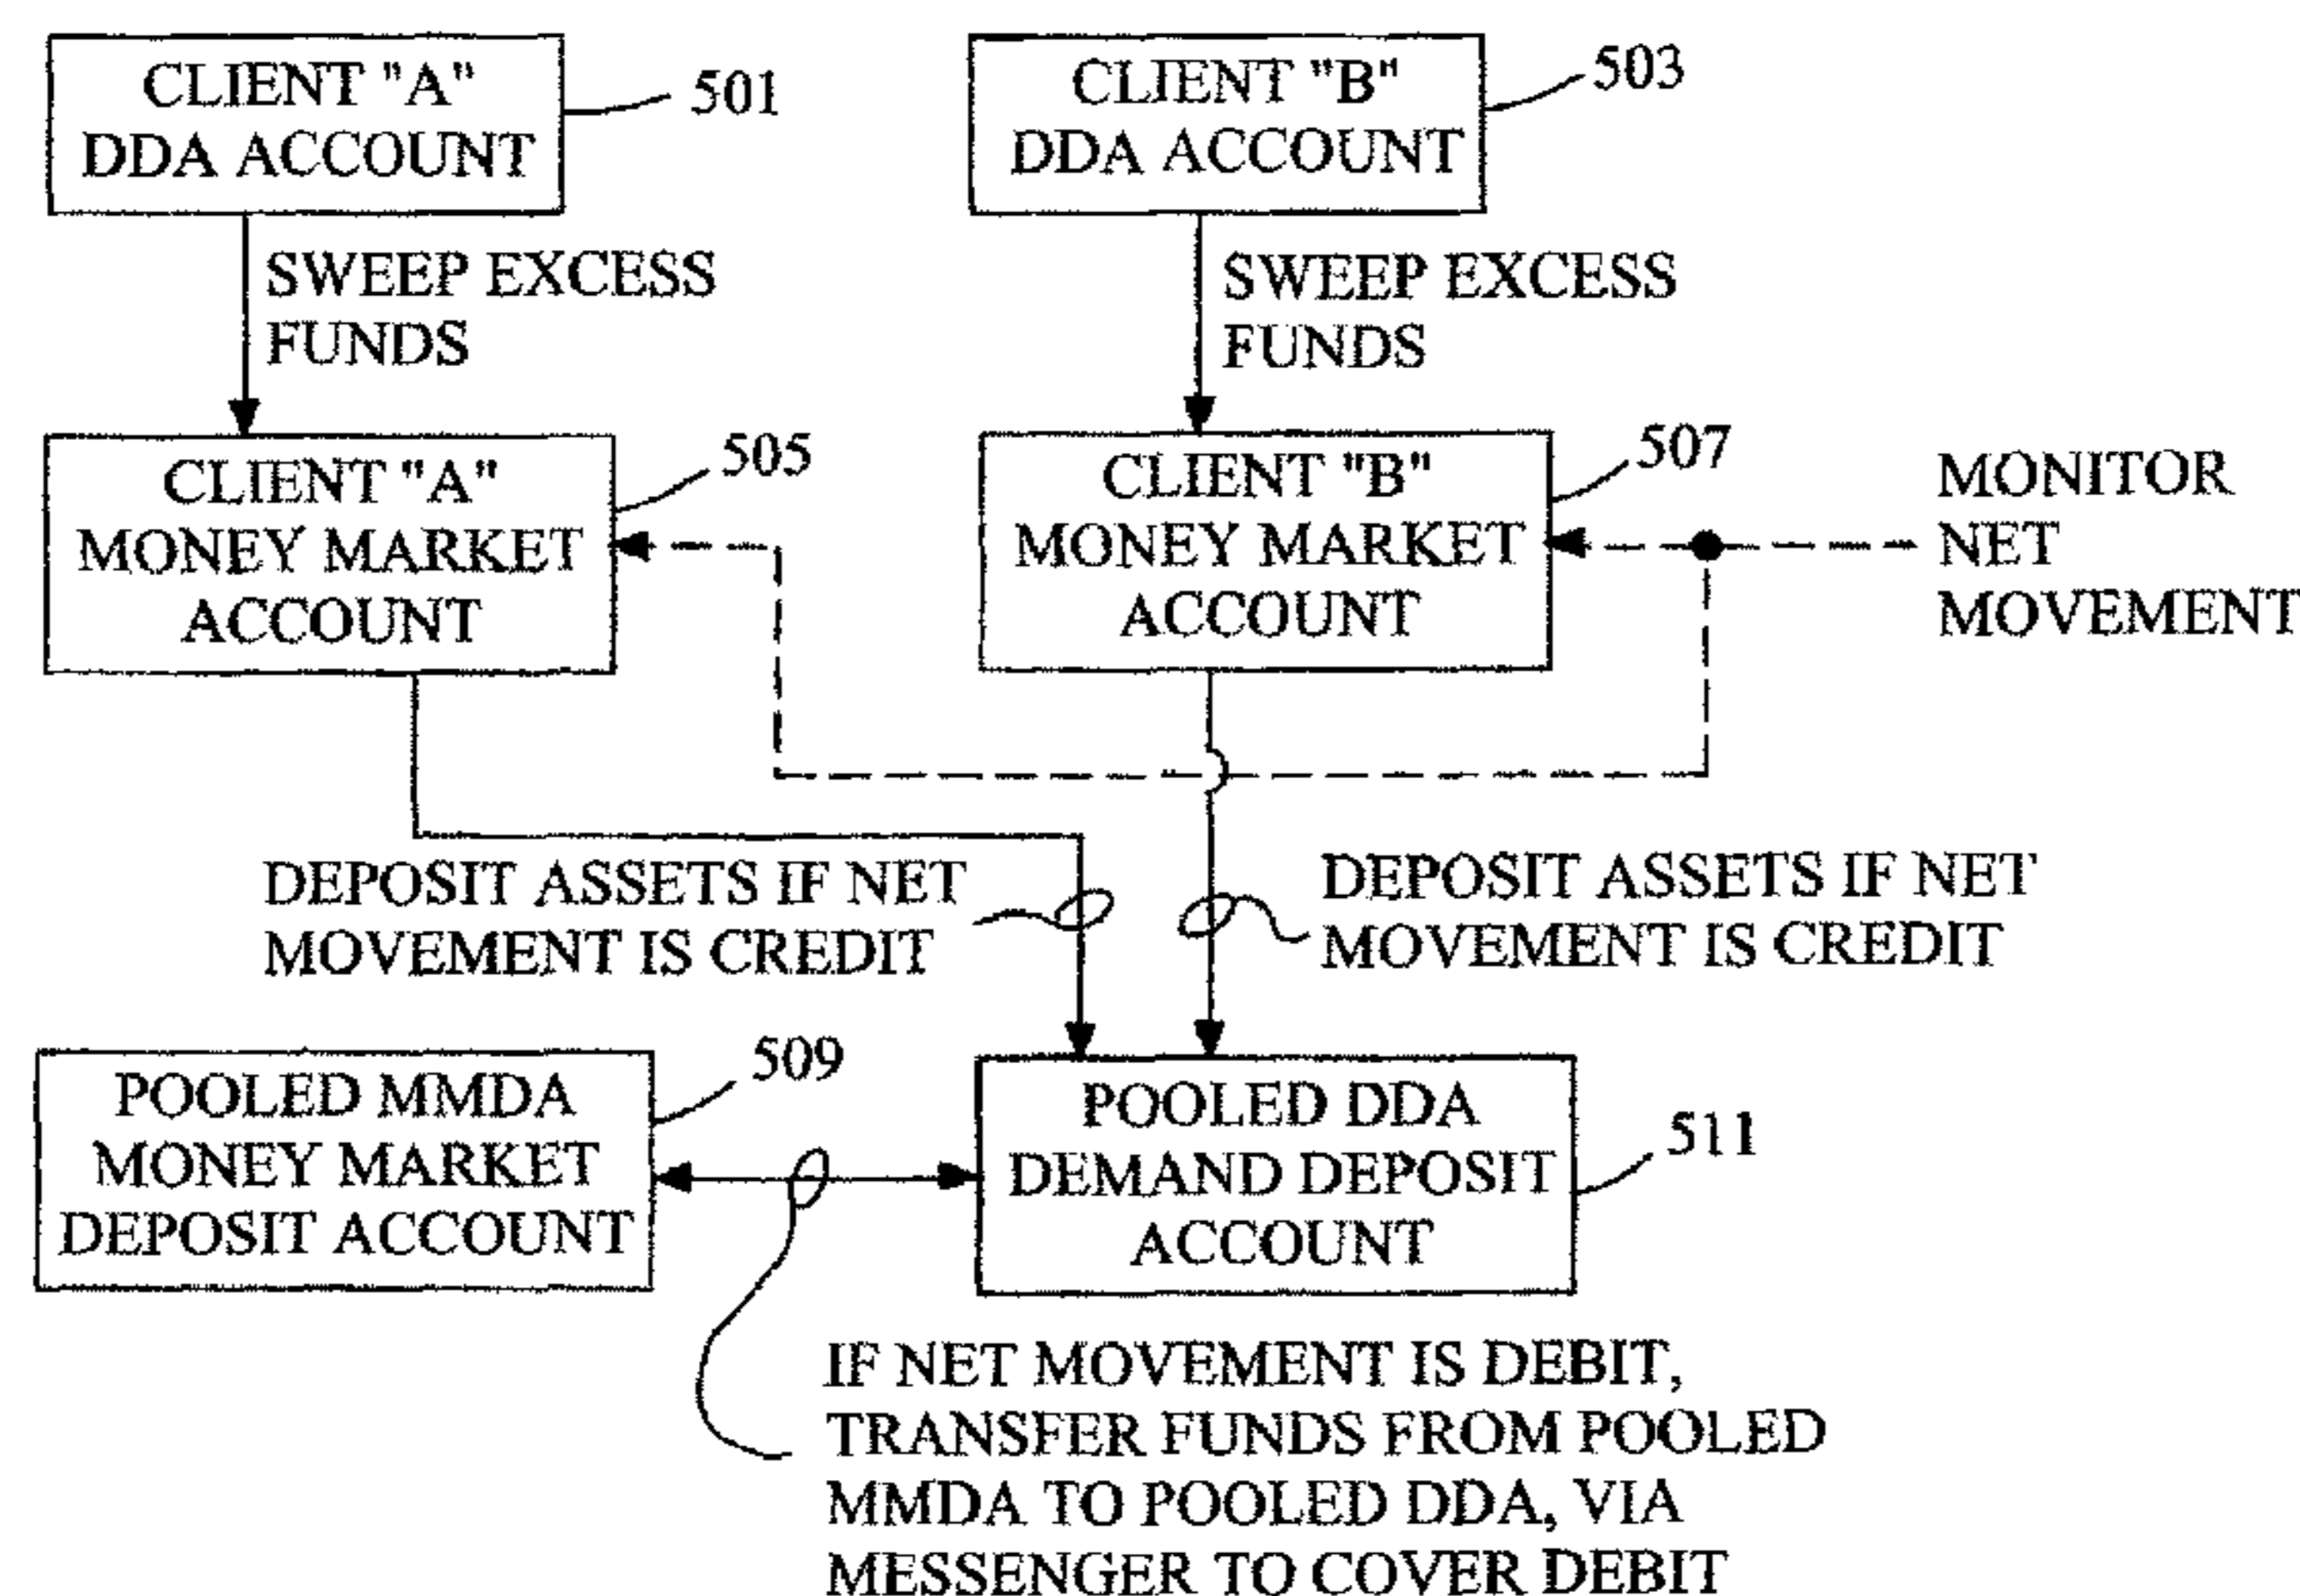 CLIENT "A"
DDA ACCOUNT
501
CLIENT "B"
DDA ACCOUNT
503
SWEEP EXCESS
FUNDS
SWEEP EXCESS
FUNDS
CLIENT "A"
MONEY MARKET
ACCOUNT
505
CLIENT "B"
MONEY MARKET
ACCOUNT
507
MONITOR
NET
MOVEMENT
DEPOSIT ASSETS IF NET
MOVEMENT IS CREDIT
DEPOSIT ASSETS IF NET
MOVEMENT IS CREDIT
POOLED MMDA
MONEY MARKET
DEPOSIT ACCOUNT
509
POOLED DDA
DEMAND DEPOSIT
ACCOUNT
511
IF NET MOVEMENT IS DEBIT,
TRANSFER FUNDS FROM POOLED
MMDA TO POOLED DDA, VIA
MESSENGER TO COVER DEBIT